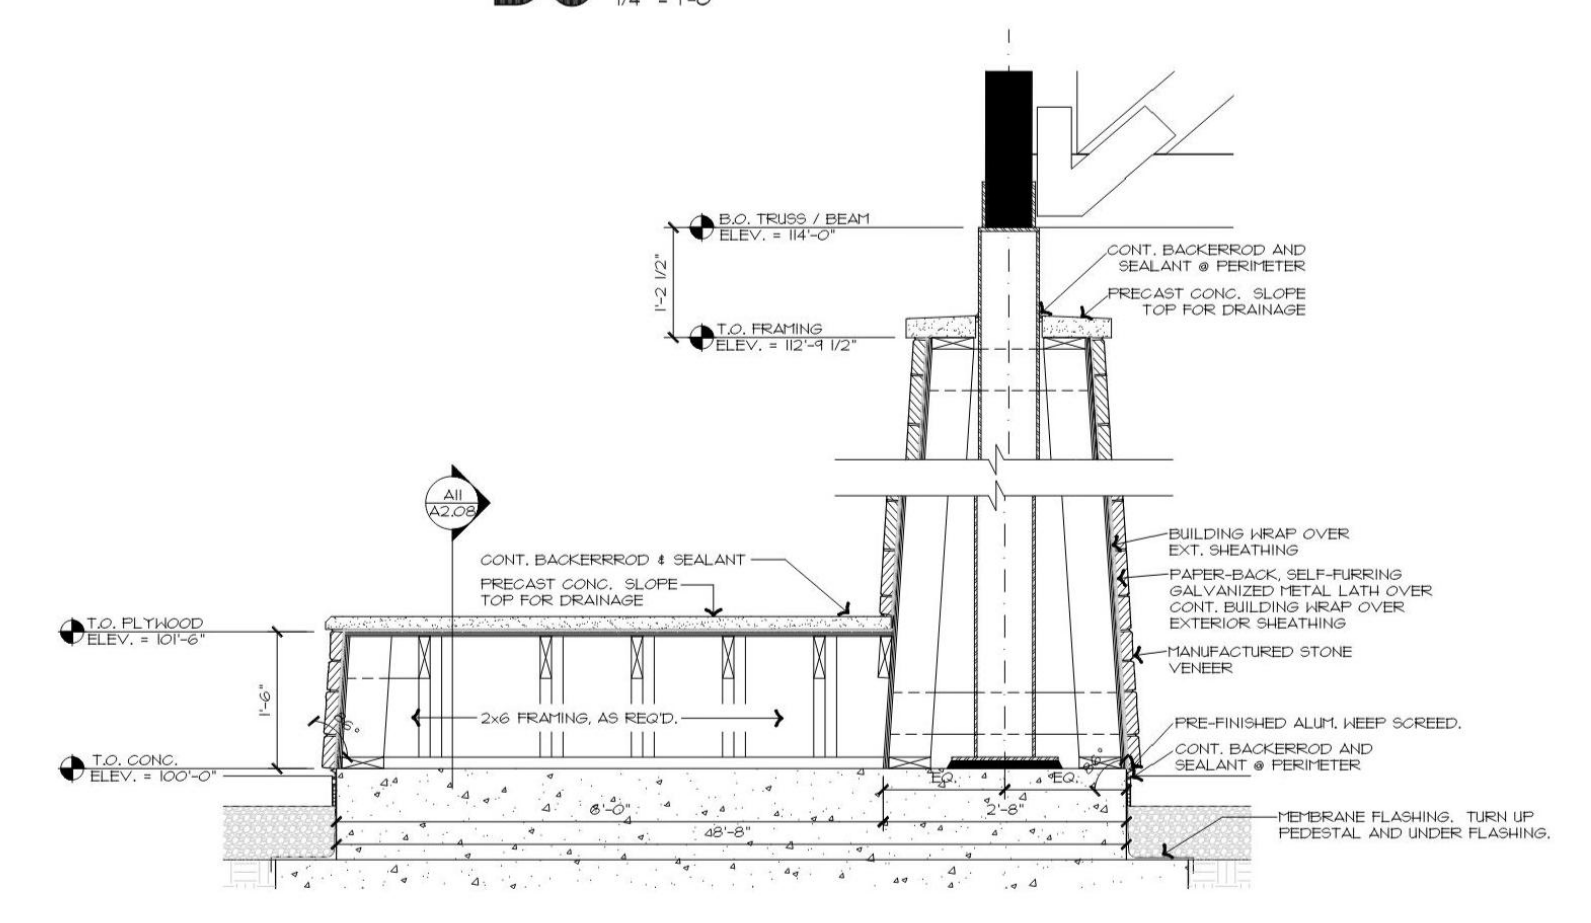 1/4" = 1'-0"
B.O. TRUSS / BEAM
ELEV. = 114'-0"
1'-2 1/2"
CONT. BACKERROD AND
SEALANT @ PERIMETER
PRECAST CONC. SLOPE
TOP FOR DRAINAGE
T.O. FRAMING
ELEV. = 112'-9 1/2"
A11
A2.08
CONT. BACKERRROD & SEALANT
PRECAST CONC. SLOPE
TOP FOR DRAINAGE
BUILDING WRAP OVER
EXT. SHEATHING
PAPER-BACK, SELF-FURRING
GALVANIZED METAL LATH OVER
CONT. BUILDING WRAP OVER
EXTERIOR SHEATHING
T.O. PLYWOOD
ELEV. = 101'-6"
MANUFACTURED STONE
VENEER
1'-6"
2x6 FRAMING, AS REQ'D.
PRE-FINISHED ALUM. WEEP SCREED.
T.O. CONC.
ELEV. = 100'-0"
CONT. BACKERROD AND
SEALANT @ PERIMETER
EQ.
EQ.
2'-8"
MEMBRANE FLASHING. TURN UP
PEDESTAL AND UNDER FLASHING.